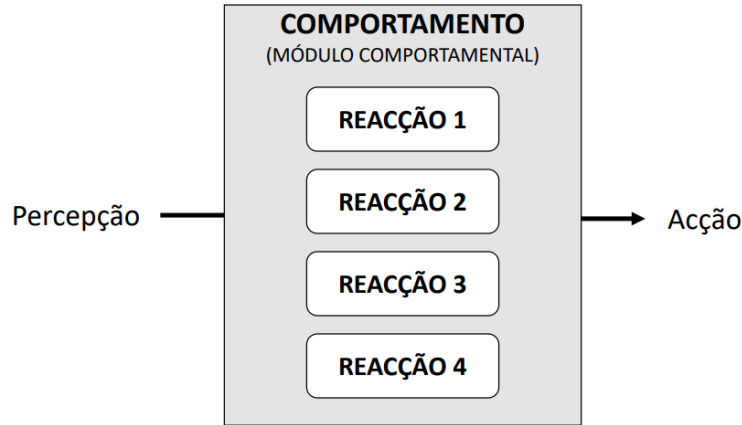 COMPORTAMENTO
(MÓDULO COMPORTAMENTAL)
REACÇÃO 1
REACÇÃO 2
Percepção
Acção
REACÇÃO 3
REACÇÃO 4